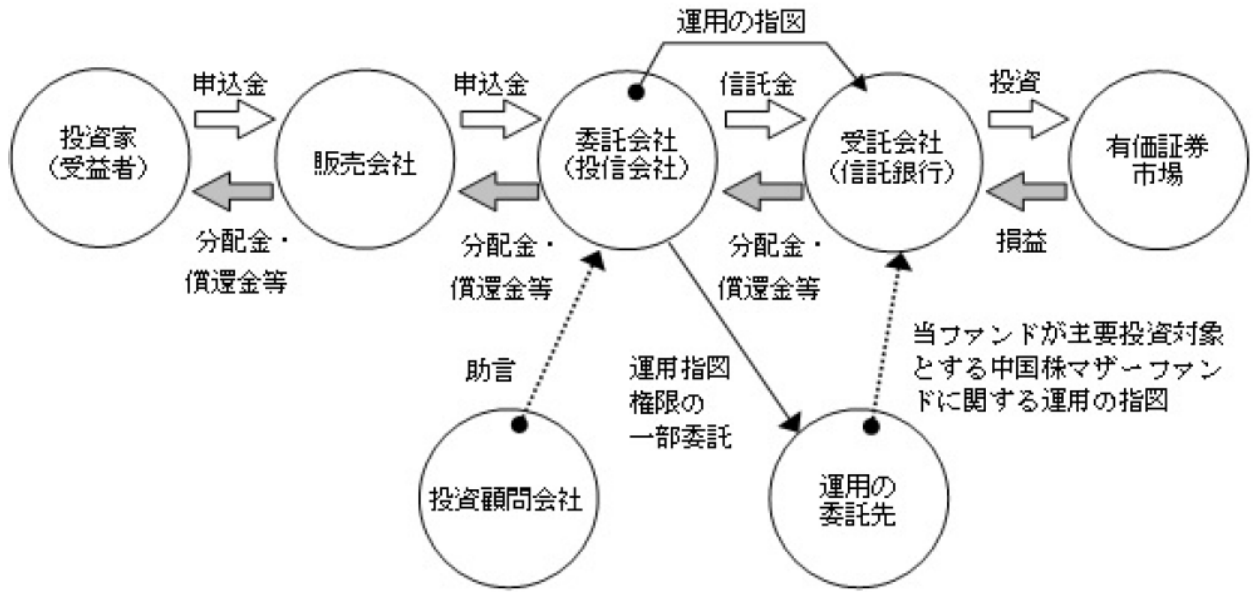 運用の指図
申込金
申込金
信託金
投資
投資家
(受益者)
販売会社
委託会社
(投信会社)
受託会社
(信託銀行)
有価証券
市場
分配金・
償還金等
分配金・
償還金等
分配金・
償還金等
損益
助言
運用指図
権限の
一部委託
当ファンドが主要投資対象
とする中国株マザーファン
ドに関する運用の指図
投資顧問会社
運用の
委託先